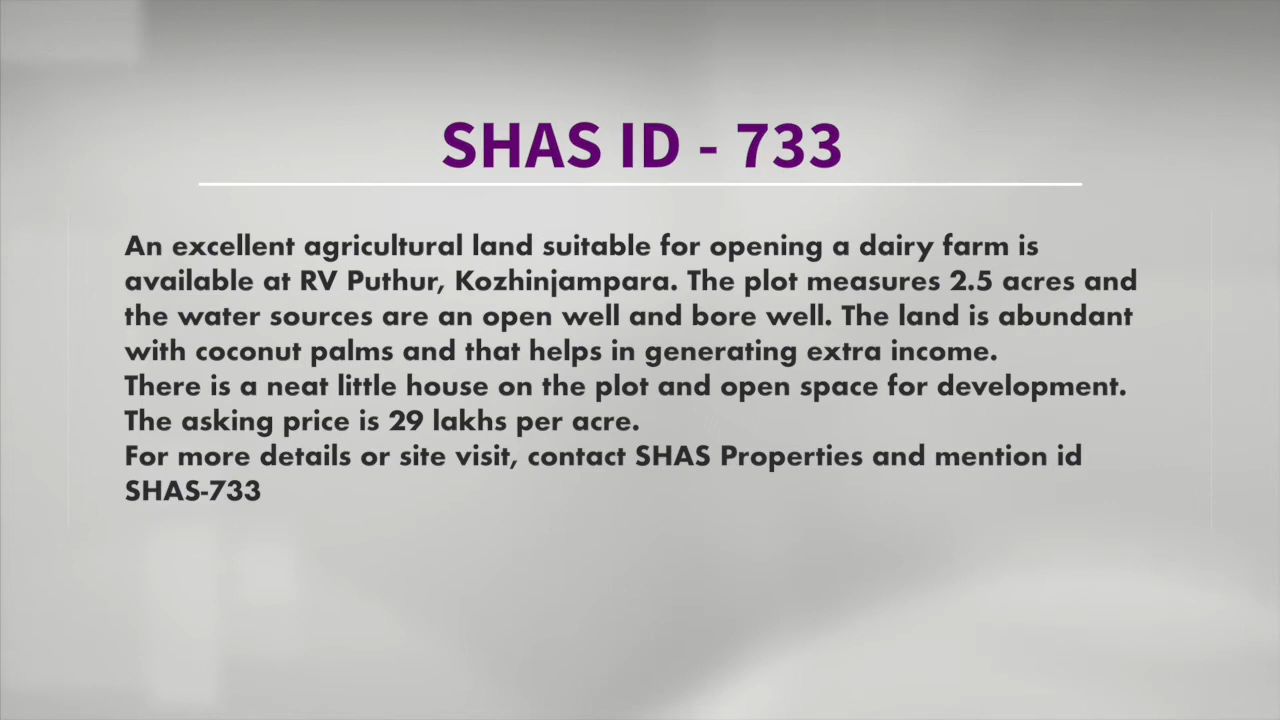 SHAS ID - 733
An excellent agricultural land suitable for opening a dairy farm is
available at RV Puthur, Kozhinjampara. The plot measures 2.5 acres and
the water sources are an open well and bore well. The land is abundant
with coconut palms and that helps in generating extra income.
There is a neat little house on the plot and open space for development.
The asking price is 29 lakhs per acre.
For more details or site visit, contact SHAS Properties and mention id
SHAS-733